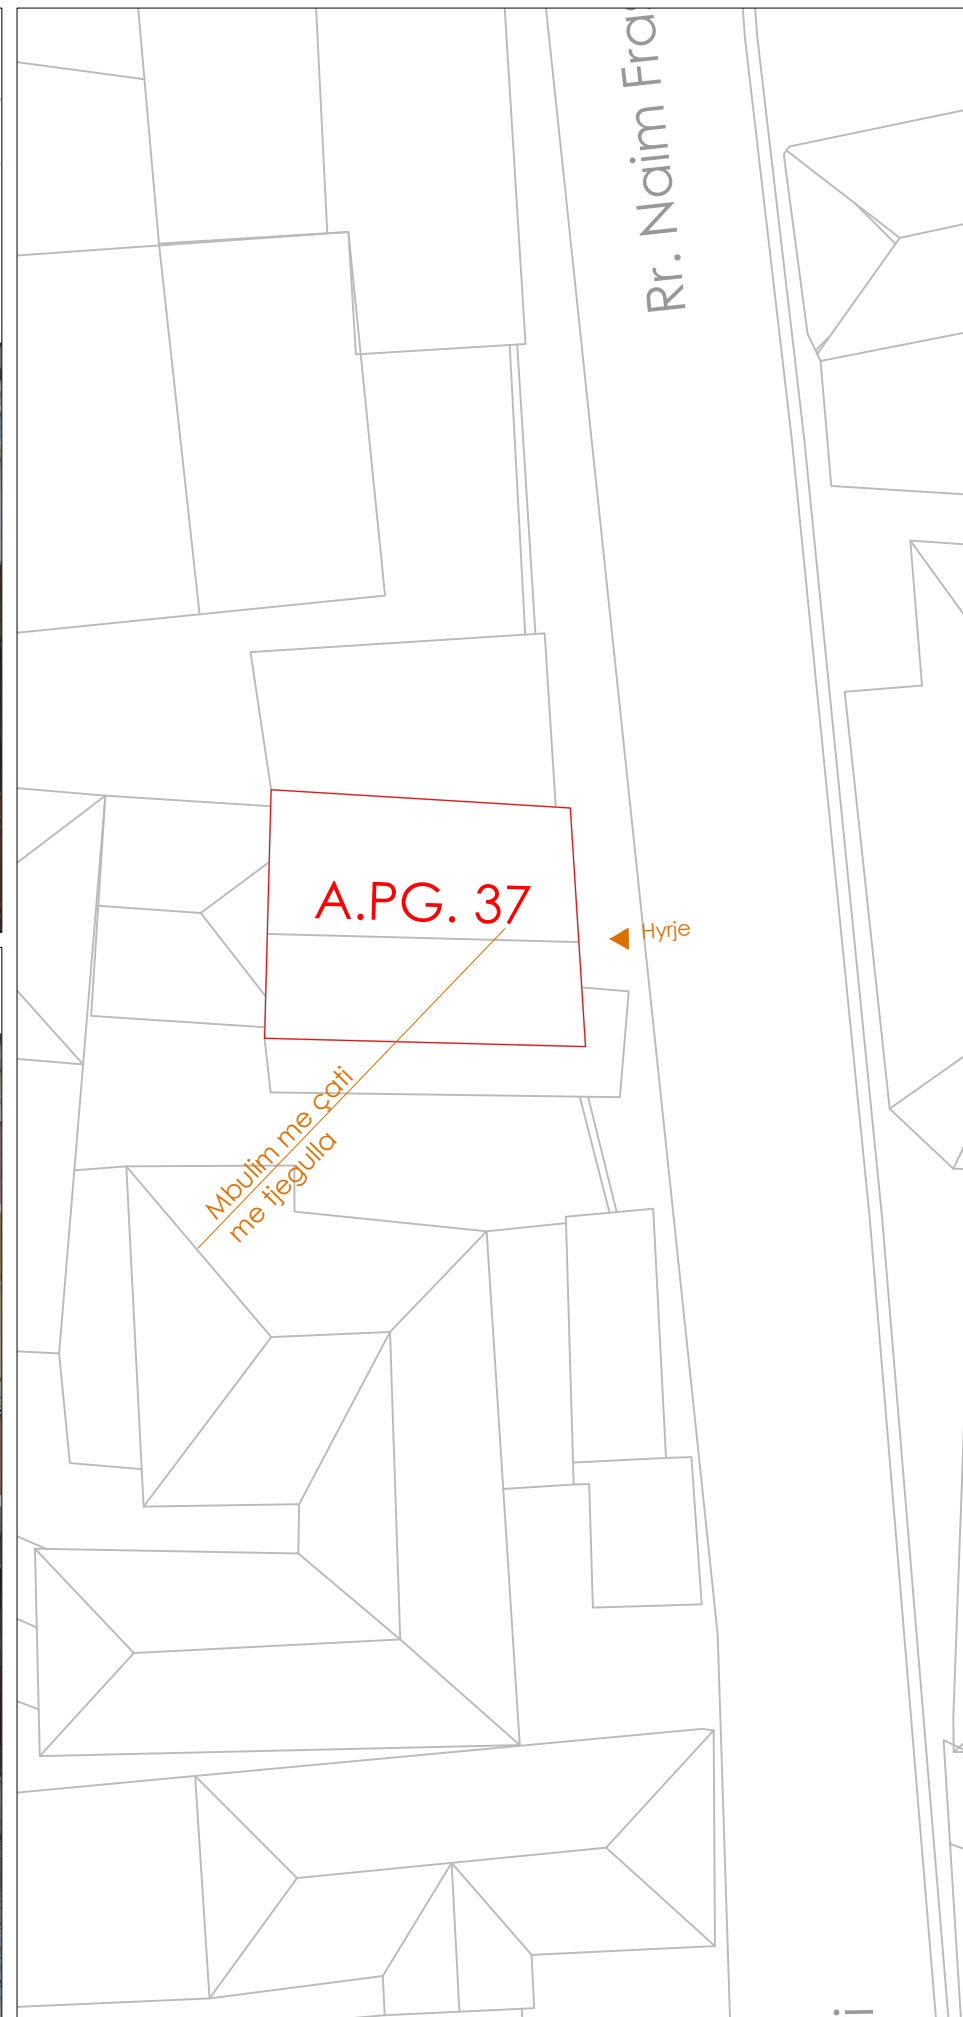 Rr. Naim Fra
A.PG. 37
Hyrje
Mbulim me çati
me tjegulla